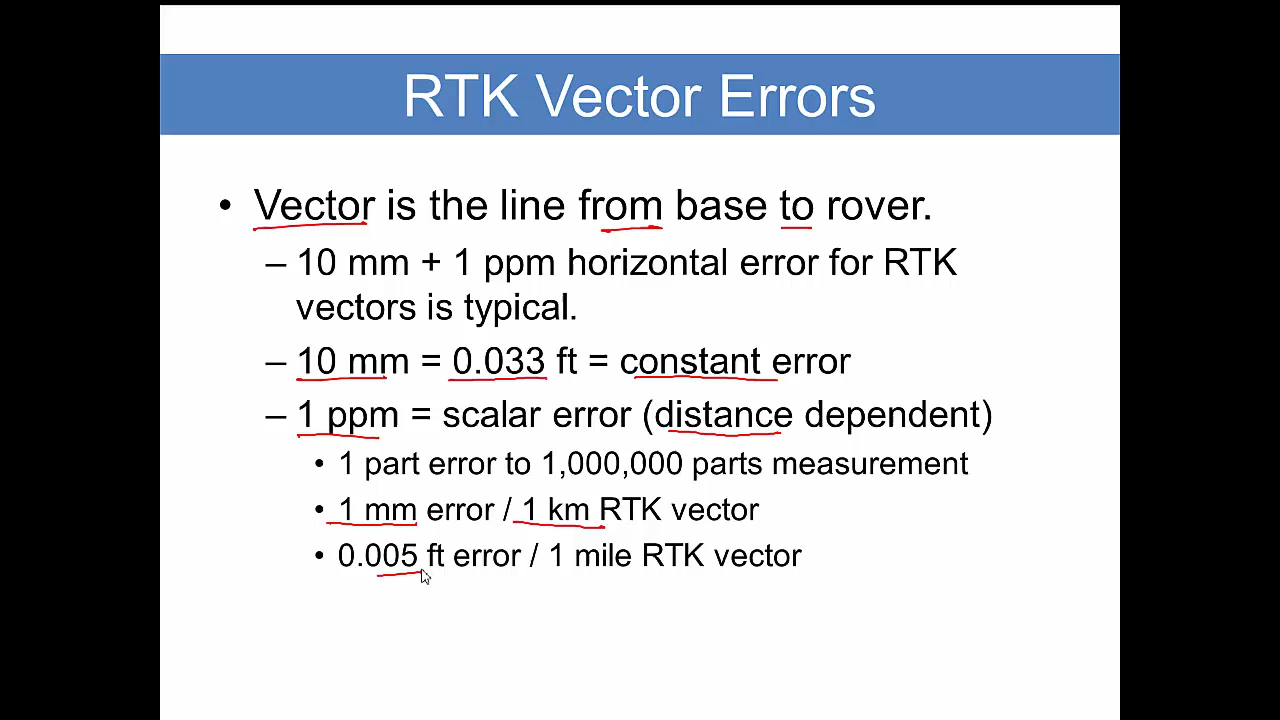 RTK Vector Errors
• Vector is the line from base to rover.
– 10 mm + 1 ppm horizontal error for RTK
vectors is typical.
– 10 mm = 0.033 ft = constant error
– 1 ppm = scalar error (distance dependent)
• 1 part error to 1,000,000 parts measurement
• 1 mm error / 1 km RTK vector
• 0.005 ft error / 1 mile RTK vector